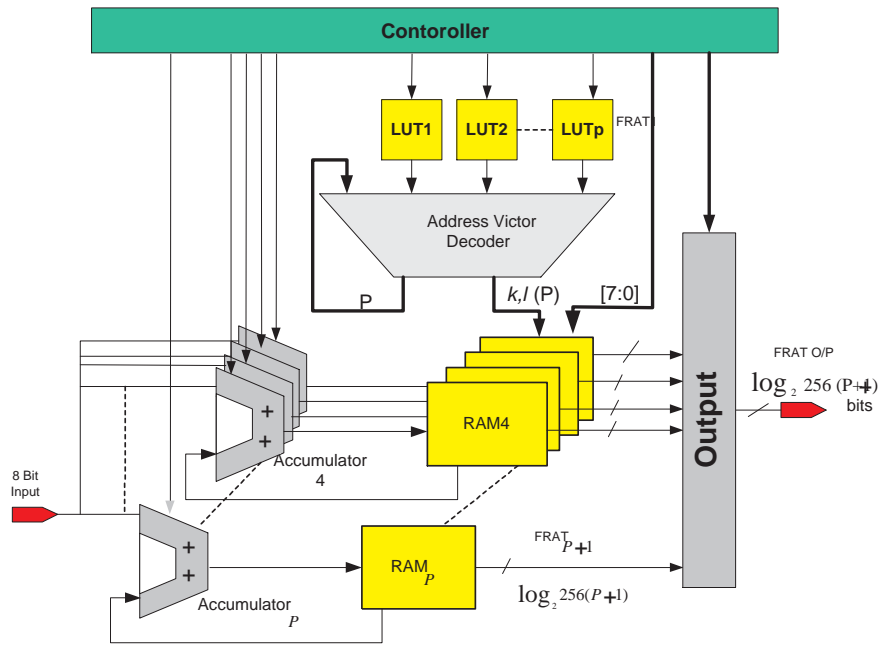 Contoroller
LUT1
LUT2
LUTp
FRAT1
Address Victor
Decoder
P
k,l (P)
[7:0]
+
+
Accumulator
4
RAM4
8 Bit
Input
+
+
Accumulator P
RAM P
FRAT P+1
log₂ 256(P+1)
Output
FRAT O/P
log₂ 256 (P+1)
bits